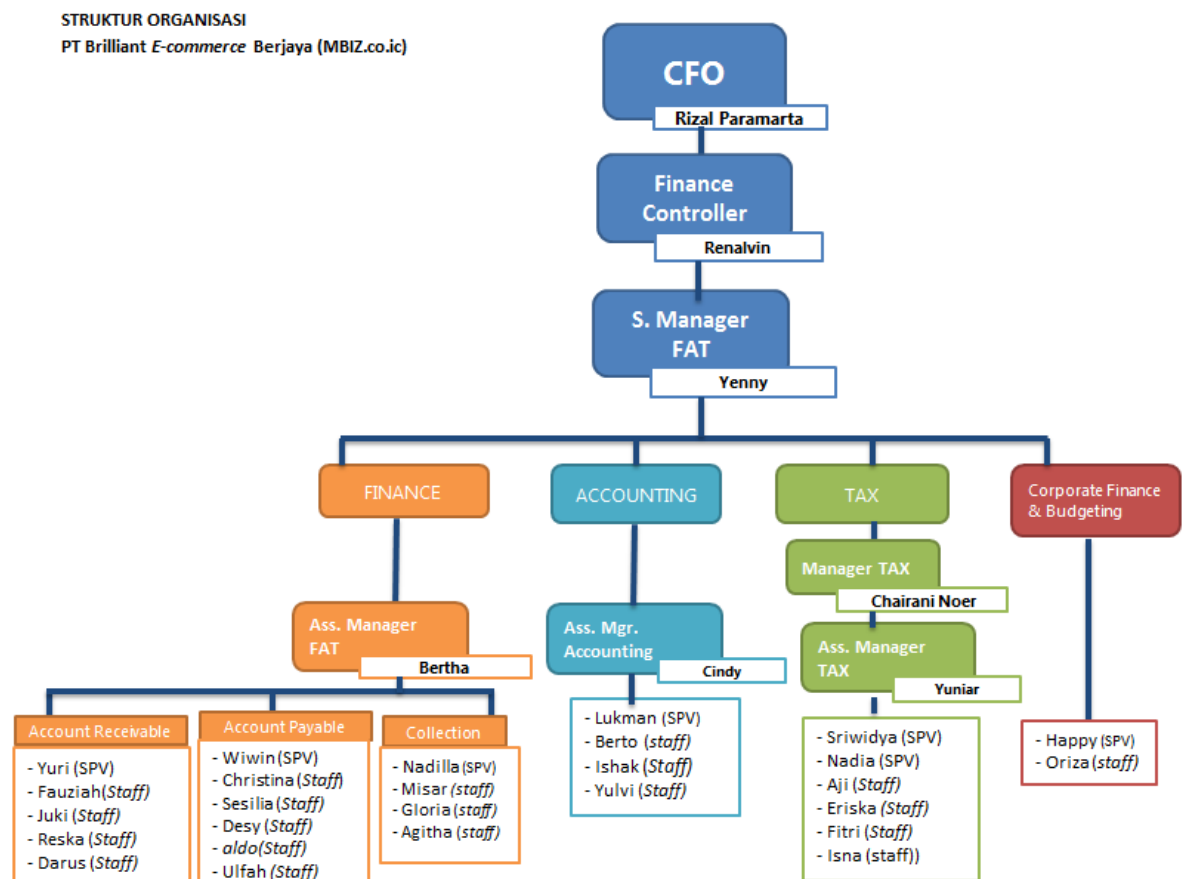 STRUKTUR ORGANISASI
PT Brilliant E-commerce Berjaya (MBIZ.co.ic)
CFO
Rizal Paramarta
Finance
Controller
Renalvin
S. Manager
FAT
Yenny
FINANCE
ACCOUNTING
TAX
Corporate Finance
& Budgeting
Manager TAX
Chairani Noer
Ass. Manager
FAT
Bertha
Ass. Mgr.
Accounting
Cindy
Ass. Manager
TAX
Yuniar
Account Receivable
- Yuri (SPV)
- Fauziah(Staff)
- Juki (Staff)
- Reska (Staff)
- Darus (Staff)
Account Payable
- Wiwin (SPV)
- Christina (Staff)
- Sesilia (Staff)
- Desy (Staff)
- aldo(Staff)
- Ulfah (Staff)
Collection
- Nadilla (SPV)
- Misar (staff)
- Gloria (staff)
- Agitha (staff)
- Lukman (SPV)
- Berto (staff)
- Ishak (Staff)
- Yulvi (Staff)
- Sriwidya (SPV)
- Nadia (SPV)
- Aji (Staff)
- Eriska (Staff)
- Fitri (Staff)
- Isna (staff))
- Happy (SPV)
- Oriza (staff)